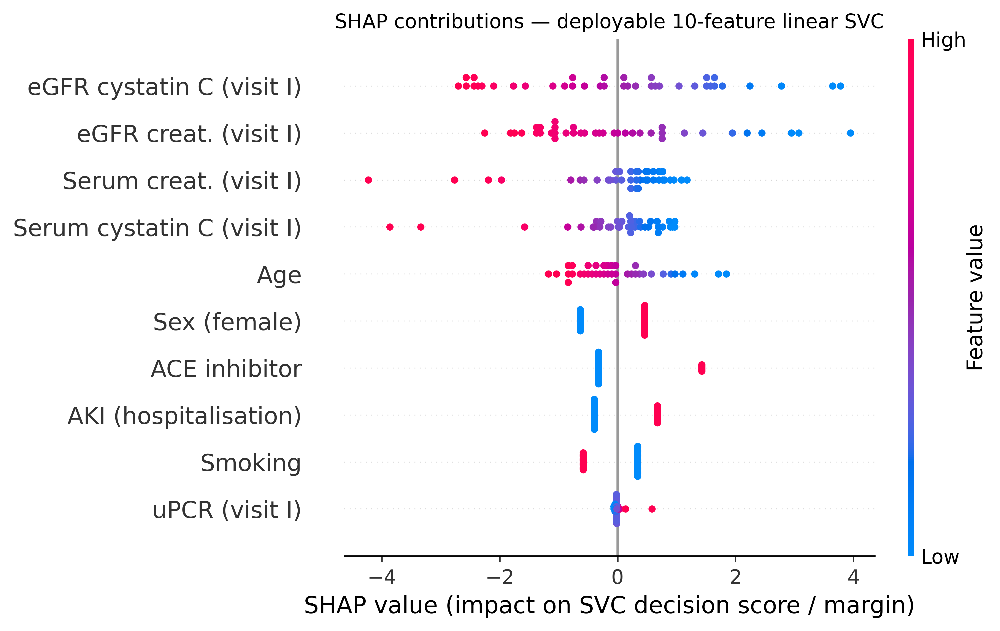 SHAP contributions — deployable 10-feature linear SVC
High
eGFR cystatin C (visit I)
eGFR creat. (visit I)
Serum creat. (visit I)
Serum cystatin C (visit I)
Age
Sex (female)
ACE inhibitor
AKI (hospitalisation)
Smoking
uPCR (visit I)
Feature value
Low
−4 −2 0 2 4
SHAP value (impact on SVC decision score / margin)